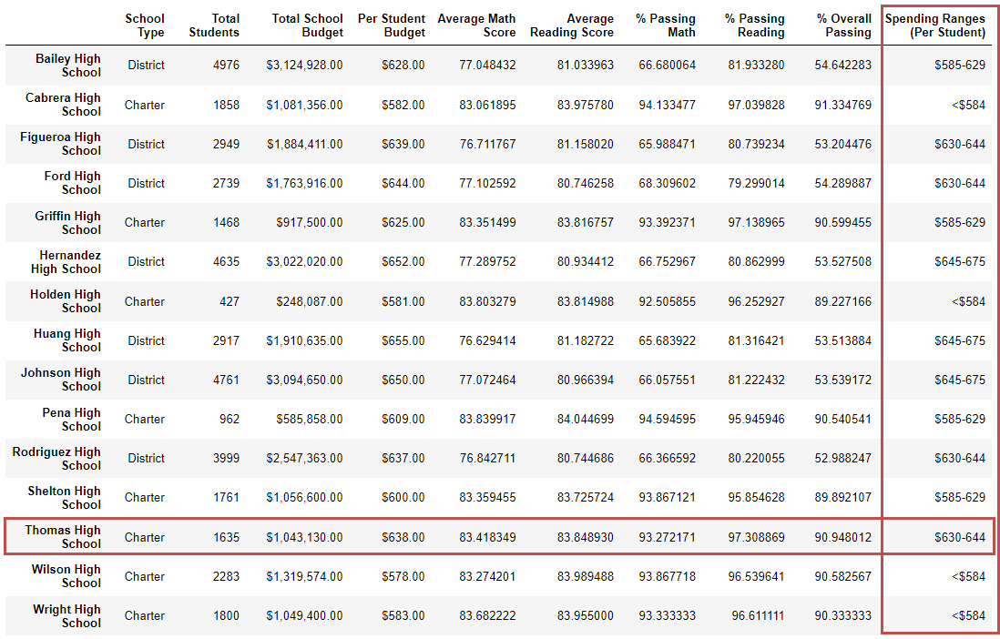 School Type Total Students Total School Budget Per Student Budget Average Math Score Average Reading Score % Passing Math % Passing Reading % Overall Passing Spending Ranges (Per Student)
Bailey High School District 4976 $3,124,928.00 $628.00 77.048432 81.033963 66.680064 81.933280 54.642283 $585-629
Cabrera High School Charter 1858 $1,081,356.00 $582.00 83.061895 83.975780 94.133477 97.039828 91.334769 <$584
Figueroa High School District 2949 $1,884,411.00 $639.00 76.711767 81.158020 65.988471 80.739234 53.204476 $630-644
Ford High School District 2739 $1,763,916.00 $644.00 77.102592 80.746258 68.309602 79.299014 54.289887 $630-644
Griffin High School Charter 1468 $917,500.00 $625.00 83.351499 83.816757 93.392371 97.138965 90.599455 $585-629
Hernandez High School District 4635 $3,022,020.00 $652.00 77.289752 80.934412 66.752967 80.862999 53.527508 $645-675
Holden High School Charter 427 $248,087.00 $581.00 83.803279 83.814988 92.505855 96.252927 89.227166 <$584
Huang High School District 2917 $1,910,635.00 $655.00 76.629414 81.182722 65.683922 81.316421 53.513884 $645-675
Johnson High School District 4761 $3,094,650.00 $650.00 77.072464 80.966394 66.057551 81.222432 53.539172 $645-675
Pena High School Charter 962 $585,858.00 $609.00 83.839917 84.044699 94.594595 95.945946 90.540541 $585-629
Rodriguez High School District 3999 $2,547,363.00 $637.00 76.842711 80.744686 66.366592 80.220055 52.988247 $630-644
Shelton High School Charter 1761 $1,056,600.00 $600.00 83.359455 83.725724 93.867121 95.854628 89.892107 $585-629
Thomas High School Charter 1635 $1,043,130.00 $638.00 83.418349 83.848930 93.272171 97.308869 90.948012 $630-644
Wilson High School Charter 2283 $1,319,574.00 $578.00 83.274201 83.989488 93.867718 96.539641 90.582567 <$584
Wright High School Charter 1800 $1,049,400.00 $583.00 83.682222 83.955000 93.333333 96.611111 90.333333 <$584